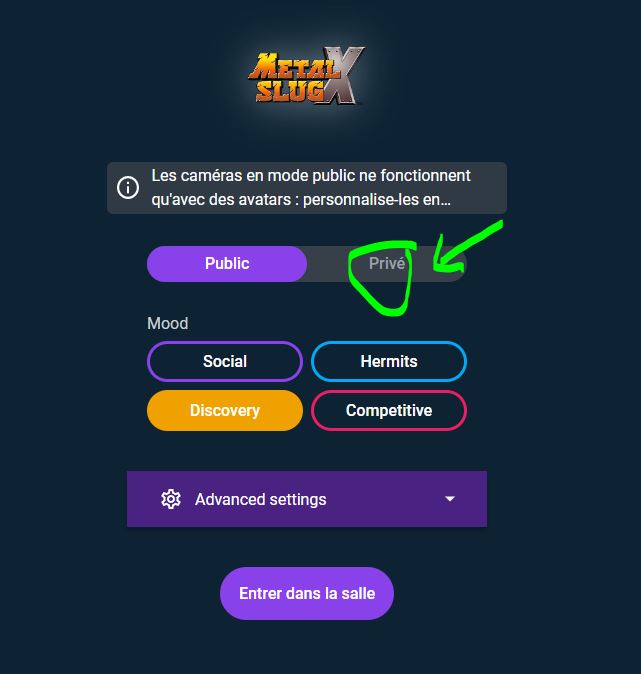 METAL
SLUG X
Les caméras en mode public ne fonctionnent
qu'avec des avatars : personnalise-les en…
Public Privé
Mood
Social Hermits
Discovery Competitive
Advanced settings
Entrer dans la salle